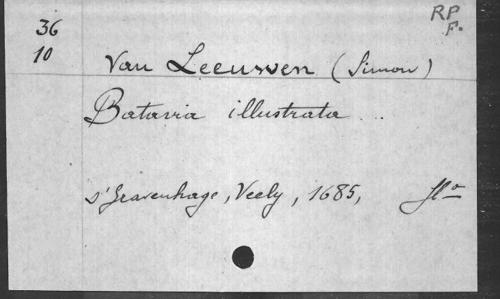 RP
F.
36
10
Van Leeuwen (Simon)
Batavia illustrata ...
s'Gravenhage, Veely, 1685, flo